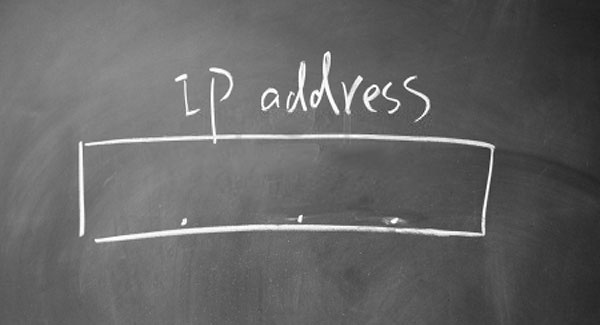 IP address
. . .